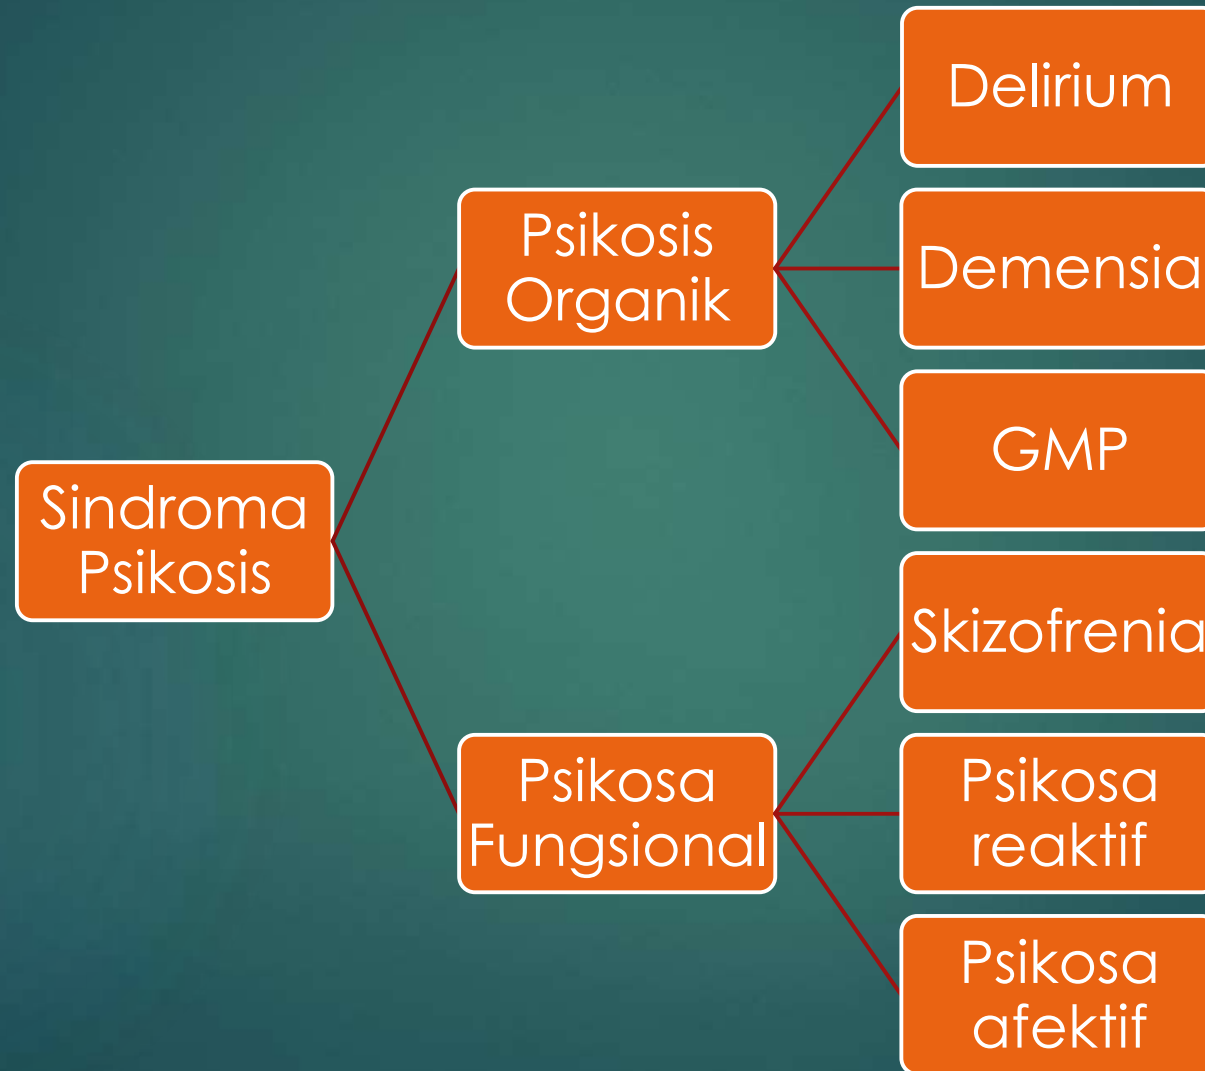 Delirium
Psikosis
Organik
Demensia
GMP
Sindroma
Psikosis
Skizofrenia
Psikosa
Fungsional
Psikosa
reaktif
Psikosa
afektif